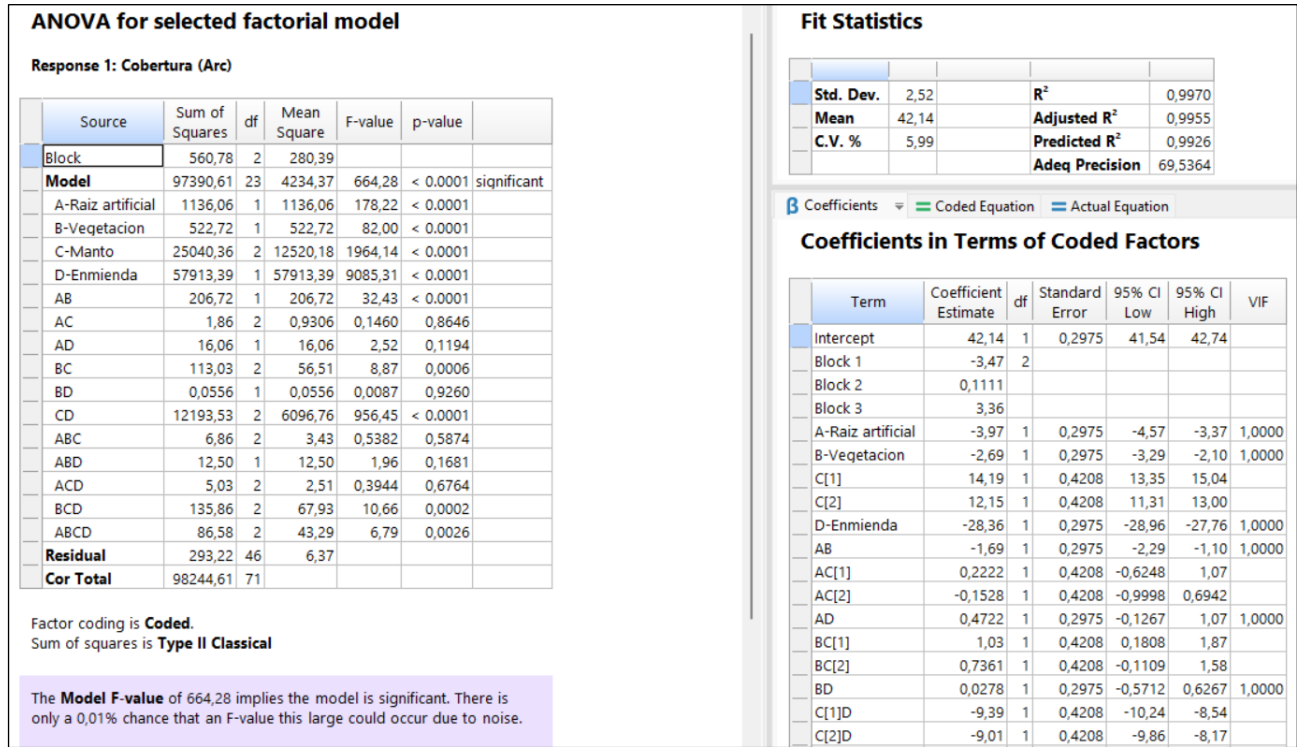 ANOVA for selected factorial model
Response 1: Cobertura (Arc)
Source Sum of Squares df Mean Square F-value p-value
Block 560,78 2 280,39
Model 97390,61 23 4234,37 664,28 < 0.0001 significant
A-Raiz artificial 1136,06 1 1136,06 178,22 < 0.0001
B-Vegetacion 522,72 1 522,72 82,00 < 0.0001
C-Manto 25040,36 2 12520,18 1964,14 < 0.0001
D-Enmienda 57913,39 1 57913,39 9085,31 < 0.0001
AB 206,72 1 206,72 32,43 < 0.0001
AC 1,86 2 0,9306 0,1460 0,8646
AD 16,06 1 16,06 2,52 0,1194
BC 113,03 2 56,51 8,87 0,0006
BD 0,0556 1 0,0556 0,0087 0,9260
CD 12193,53 2 6096,76 956,45 < 0.0001
ABC 6,86 2 3,43 0,5382 0,5874
ABD 12,50 1 12,50 1,96 0,1681
ACD 5,03 2 2,51 0,3944 0,6764
BCD 135,86 2 67,93 10,66 0,0002
ABCD 86,58 2 43,29 6,79 0,0026
Residual 293,22 46 6,37
Cor Total 98244,61 71
Factor coding is Coded.
Sum of squares is Type II Classical
The Model F-value of 664,28 implies the model is significant. There is
only a 0,01% chance that an F-value this large could occur due to noise.
Fit Statistics
Std. Dev. 2,52 R² 0,9970
Mean 42,14 Adjusted R² 0,9955
C.V. % 5,99 Predicted R² 0,9926
Adeq Precision 69,5364
β Coefficients Coded Equation Actual Equation
Coefficients in Terms of Coded Factors
Term Coefficient Estimate df Standard Error 95% CI Low 95% CI High VIF
Intercept 42,14 1 0,2975 41,54 42,74
Block 1 -3,47 2
Block 2 0,1111
Block 3 3,36
A-Raiz artificial -3,97 1 0,2975 -4,57 -3,37 1,0000
B-Vegetacion -2,69 1 0,2975 -3,29 -2,10 1,0000
C[1] 14,19 1 0,4208 13,35 15,04
C[2] 12,15 1 0,4208 11,31 13,00
D-Enmienda -28,36 1 0,2975 -28,96 -27,76 1,0000
AB -1,69 1 0,2975 -2,29 -1,10 1,0000
AC[1] 0,2222 1 0,4208 -0,6248 1,07
AC[2] -0,1528 1 0,4208 -0,9998 0,6942
AD 0,4722 1 0,2975 -0,1267 1,07 1,0000
BC[1] 1,03 1 0,4208 0,1808 1,87
BC[2] 0,7361 1 0,4208 -0,1109 1,58
BD 0,0278 1 0,2975 -0,5712 0,6267 1,0000
C[1]D -9,39 1 0,4208 -10,24 -8,54
C[2]D -9,01 1 0,4208 -9,86 -8,17